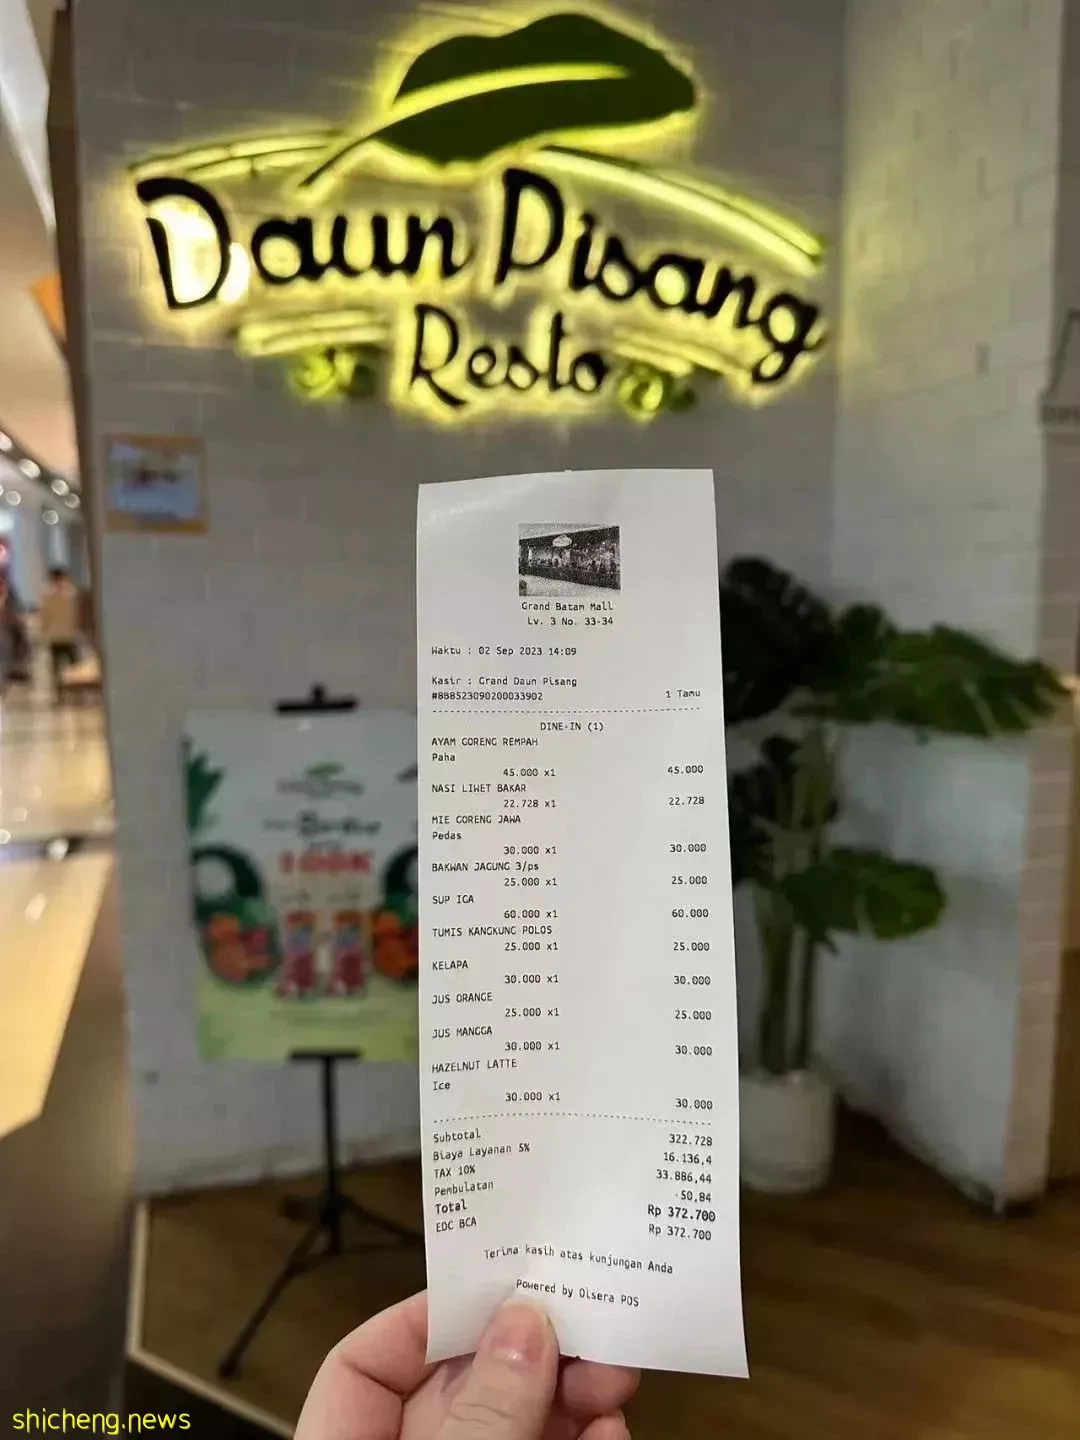 Daun Pisang
Resto
Grand Batam Mall
Lv. 3 No. 33-34
Waktu : 02 Sep 2023 14:09
Kasir : Grand Daun Pisang
#8BB523090200033902 1 Tamu
DINE-IN (1)
AYAM GORENG REMPAH
Paha
45.000 x1 45.000
NASI LIWET BAKAR
22.728 x1 22.728
MIE GORENG JAWA
Pedas
30.000 x1 30.000
BAKWAN JAGUNG 3/ps
25.000 x1 25.000
SUP IGA
60.000 x1 60.000
TUMIS KANGKUNG POLOS
25.000 x1 25.000
KELAPA
30.000 x1 30.000
JUS ORANGE
25.000 x1 25.000
JUS MANGGA
30.000 x1 30.000
HAZELNUT LATTE
Ice
30.000 x1 30.000
Subtotal 322.728
Biaya Layanan 5% 16.136,4
TAX 10% 33.886,44
Pembulatan -50,84
Total Rp 372.700
EDC BCA Rp 372.700
Terima kasih atas kunjungan Anda
Powered by Olsera POS
100K
shicheng.news